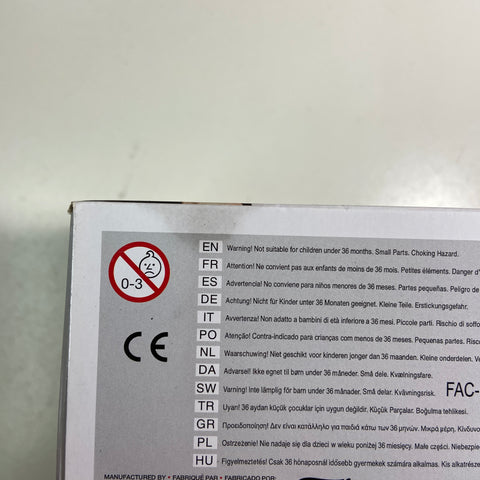 0-3
CE
EN Warning! Not suitable for children under 36 months. Small Parts. Choking Hazard.
FR Attention! Ne convient pas aux enfants de moins de 36 mois. Petites éléments. Danger d'
ES Advertencia! No conviene para niños menores de 36 meses. Partes pequeñas. Peligro de
DE Achtung! Nicht für Kinder unter 36 Monaten geeignet. Kleine Teile. Erstickungsgefahr.
IT Avvertenza! Non adatto a bambini di età inferiore a 36 mesi. Piccole parti. Rischio di soffo
PO Atenção! Contra-indicado para crianças com menos de 36 meses. Pequenas partes. Risco
NL Waarschuwing! Niet geschikt voor kinderen jonger dan 36 maanden. Kleine onderdelen. Ve
DA Advarsel! Ikke egnet til børn under 36 måneder. Små dele. Kvælningsfare.
SW Varning! Inte lämplig för barn under 36 månader. Små delar. Kvävningsrisk. FAC-
TR Uyarı! 36 aydan küçük çocuklar için uygun değildir. Küçük Parçalar. Boğulma tehlikesi.
GR Προειδοποίηση! Δεν είναι κατάλληλο για παιδιά κάτω των 36 μηνών. Μικρά μέρη. Κίνδυνο
PL Ostrzeżenie! Nie nadaje się dla dzieci w wieku poniżej 36 miesięcy. Małe części. Niebezpie
HU Figyelmeztetés! Csak 36 hónaposnál idősebb gyermekek számára alkalmas. Kis alkatrésze
MANUFACTURED BY • FABRIQUÉ PAR • FABRICADO POR: